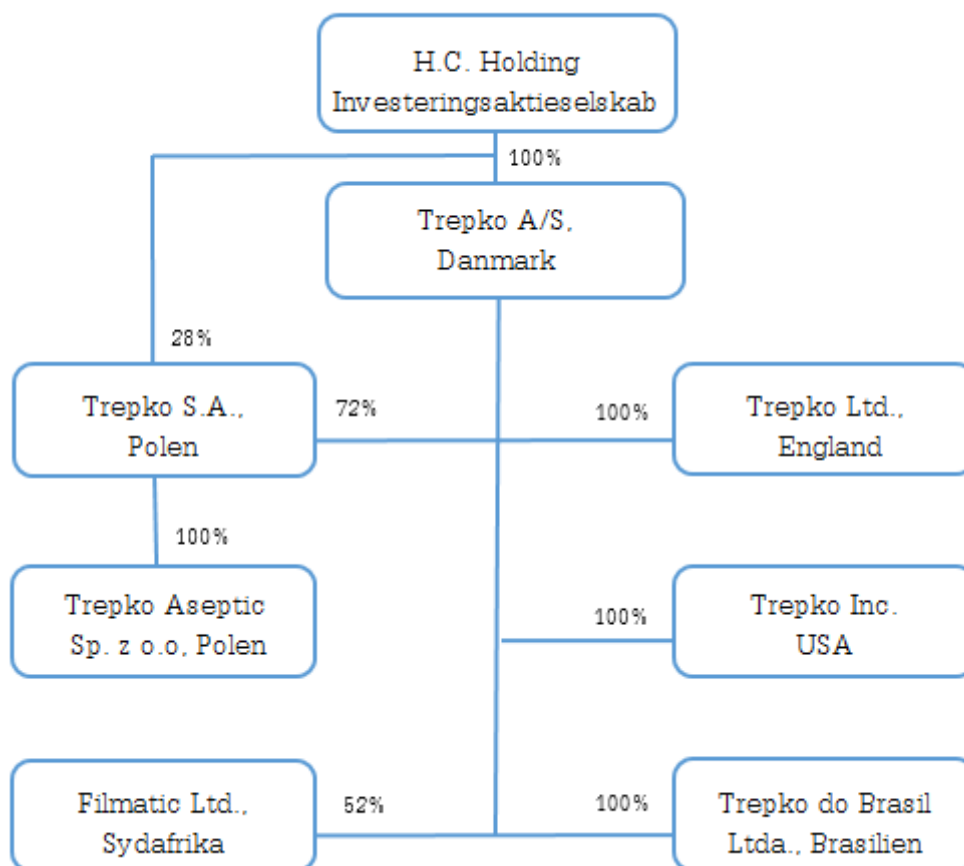 H.C. Holding
Investeringsaktieselskab
100%
Trepko A/S,
Danmark
28%
Trepko S.A.,
Polen
72%
100%
Trepko Ltd.,
England
100%
Trepko Aseptic
Sp. z o.o, Polen
100%
Trepko Inc.
USA
Filmatic Ltd.,
Sydafrika
52%
100%
Trepko do Brasil
Ltda., Brasilien